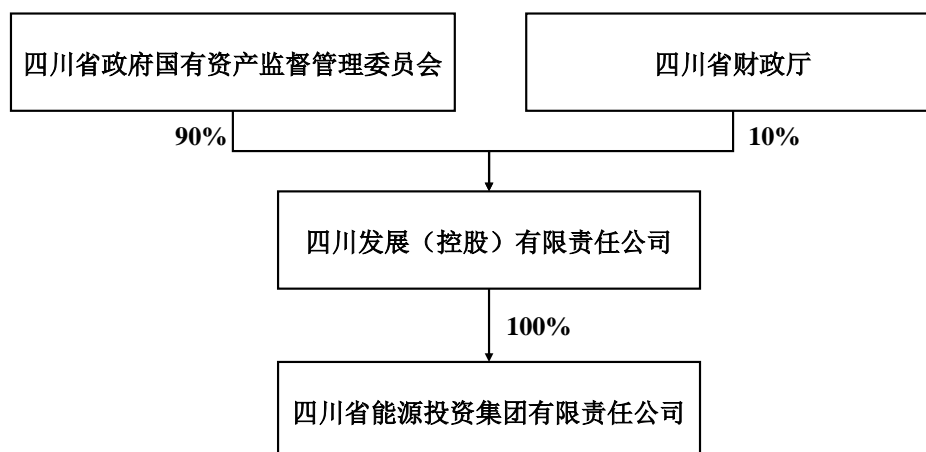 四川省政府国有资产监督管理委员会
四川省财政厅
90%
10%
四川发展（控股）有限责任公司
100%
四川省能源投资集团有限责任公司